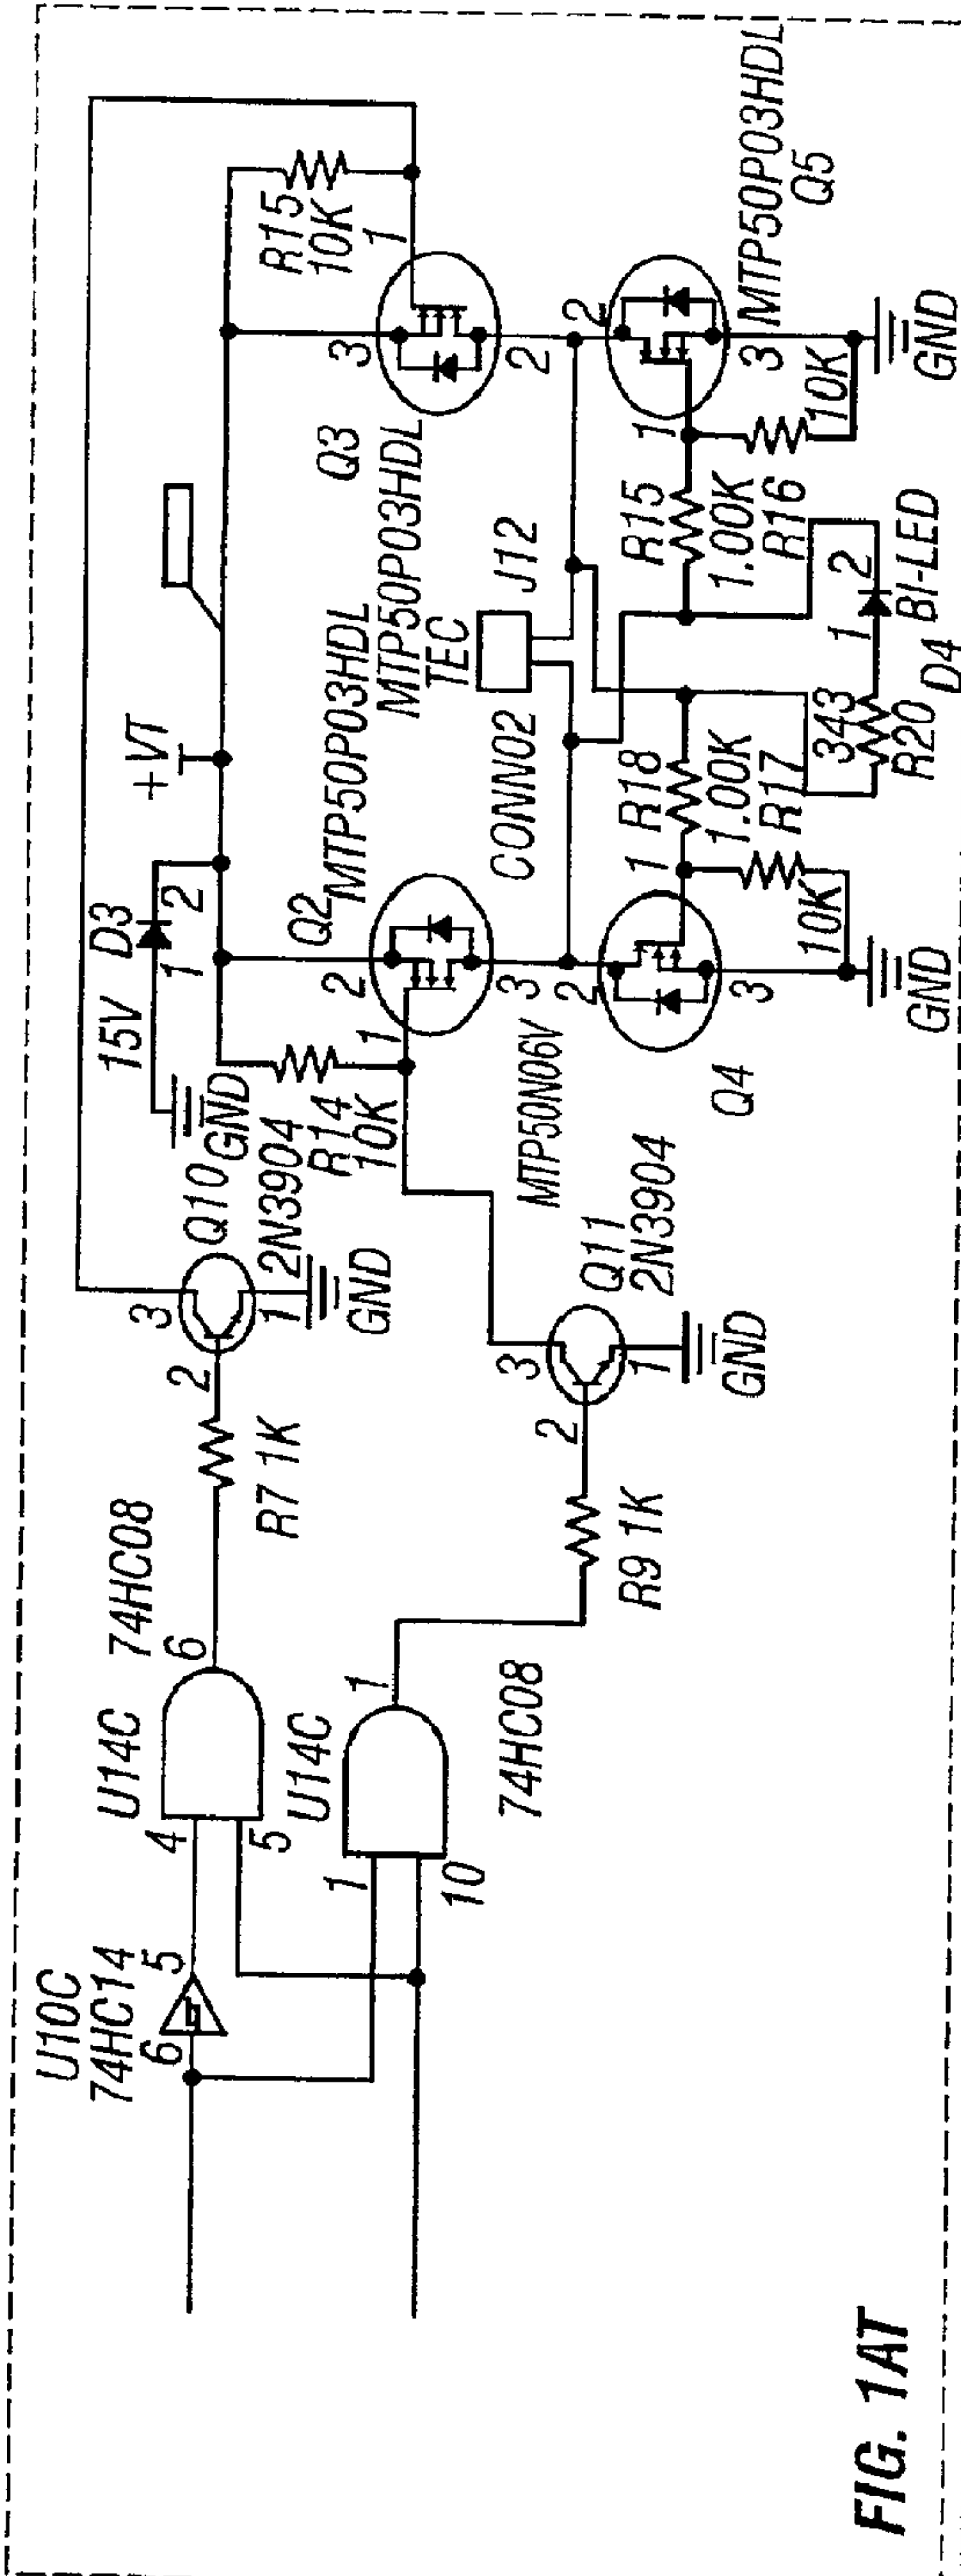 U10C
74HC14
6
5
4
5
U14C
74HC08
6
U14C
1
10
1
74HC08
R7 1K
2
3
1
Q10
2N3904
GND
R9 1K
2
3
1
Q11
2N3904
GND
15V
D3
1
2
GND
+VT
R14
10K
1
2
3
Q2
MTP50P03HDL
R15
10K
1
3
2
Q3
MTP50P03HDL
TEC
J12
CONN02
MTP50N06V
2
1
3
Q4
R18
1.00K
R17
10K
GND
R15
1.00K
R16
1
2
3
10K
GND
MTP50P03HDL
Q5
343
R20
1
2
BI-LED
D4
FIG. 1AT